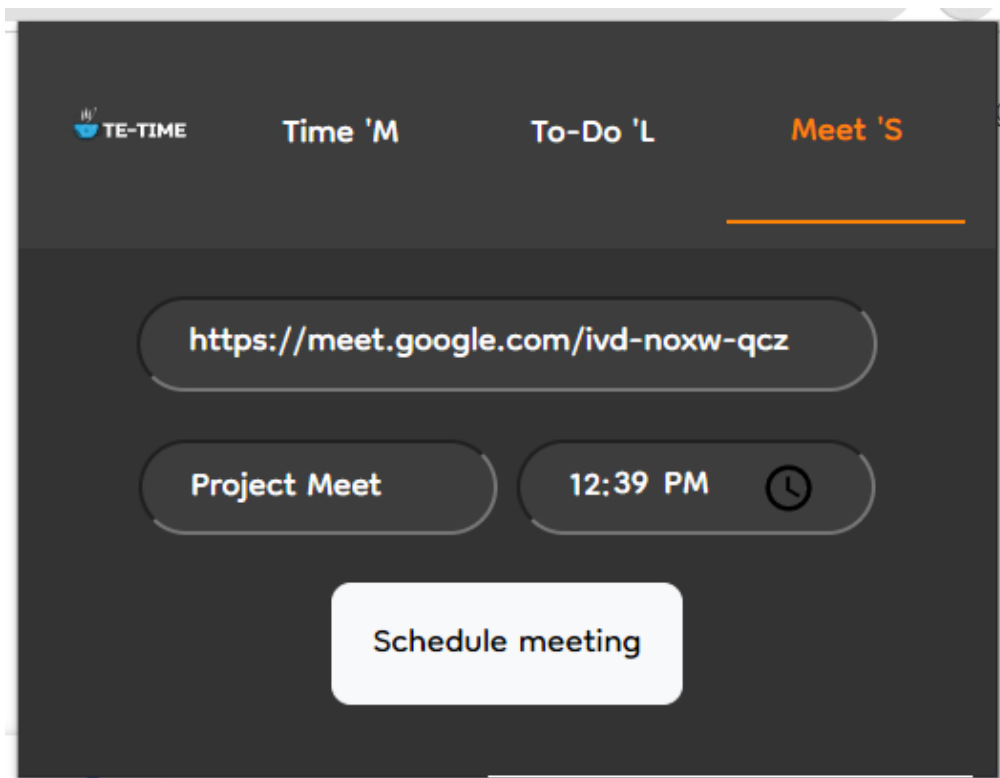 TE-TIME Time 'M To-Do 'L Meet 'S
https://meet.google.com/ivd-noxw-qcz
Project Meet 12:39 PM
Schedule meeting